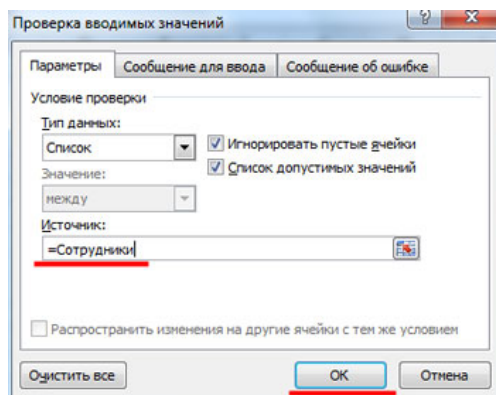 Проверка вводимых значений
Параметры Сообщение для ввода Сообщение об ошибке
Условие проверки
Тип данных:
Список
Игнорировать пустые ячейки
Список допустимых значений
Значение:
между
Источник:
=Сотрудники
Распространить изменения на другие ячейки с тем же условием
Очистить все ОК Отмена